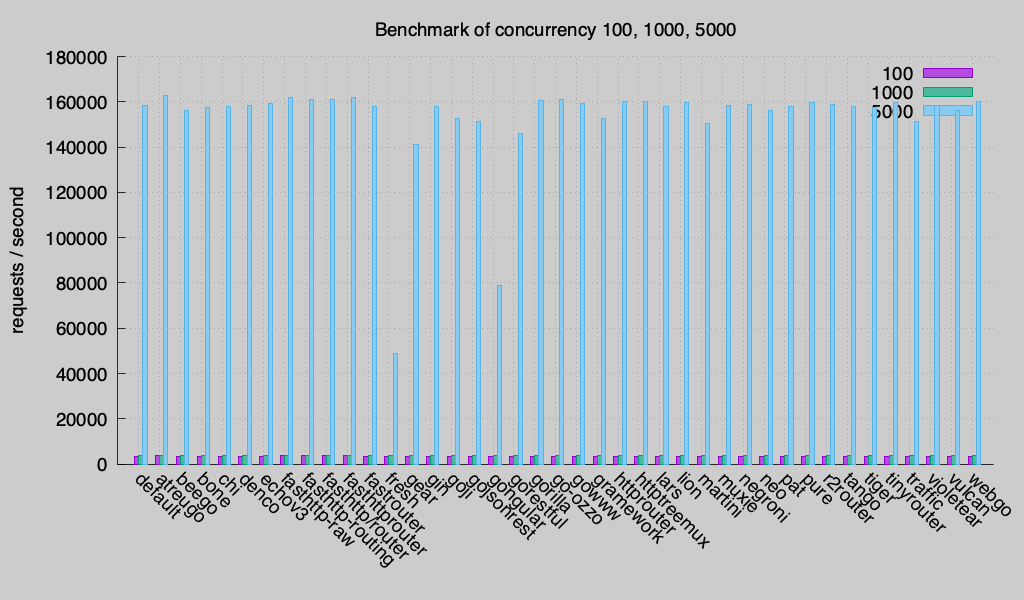 Benchmark of concurrency 100, 1000, 5000
180000
160000
140000
120000
100000
80000
60000
40000
20000
0
requests / second
100
1000
5000
default
atreugo
beego
bone
chi
denco
echov3
fasthttp-raw
fasthttp-routing
fasthttp/router
fasthttprouter
fastrouter
fresh
gear
gin
goji
gojsonrest
gongular
gorestful
gorilla
go-ozzo
gowww
gramework
httprouter
httptreemux
lars
lion
martini
muxie
negroni
neo
pat
pure
r2router
tango
tiger
tinyrouter
traffic
violetear
vulcan
webgo